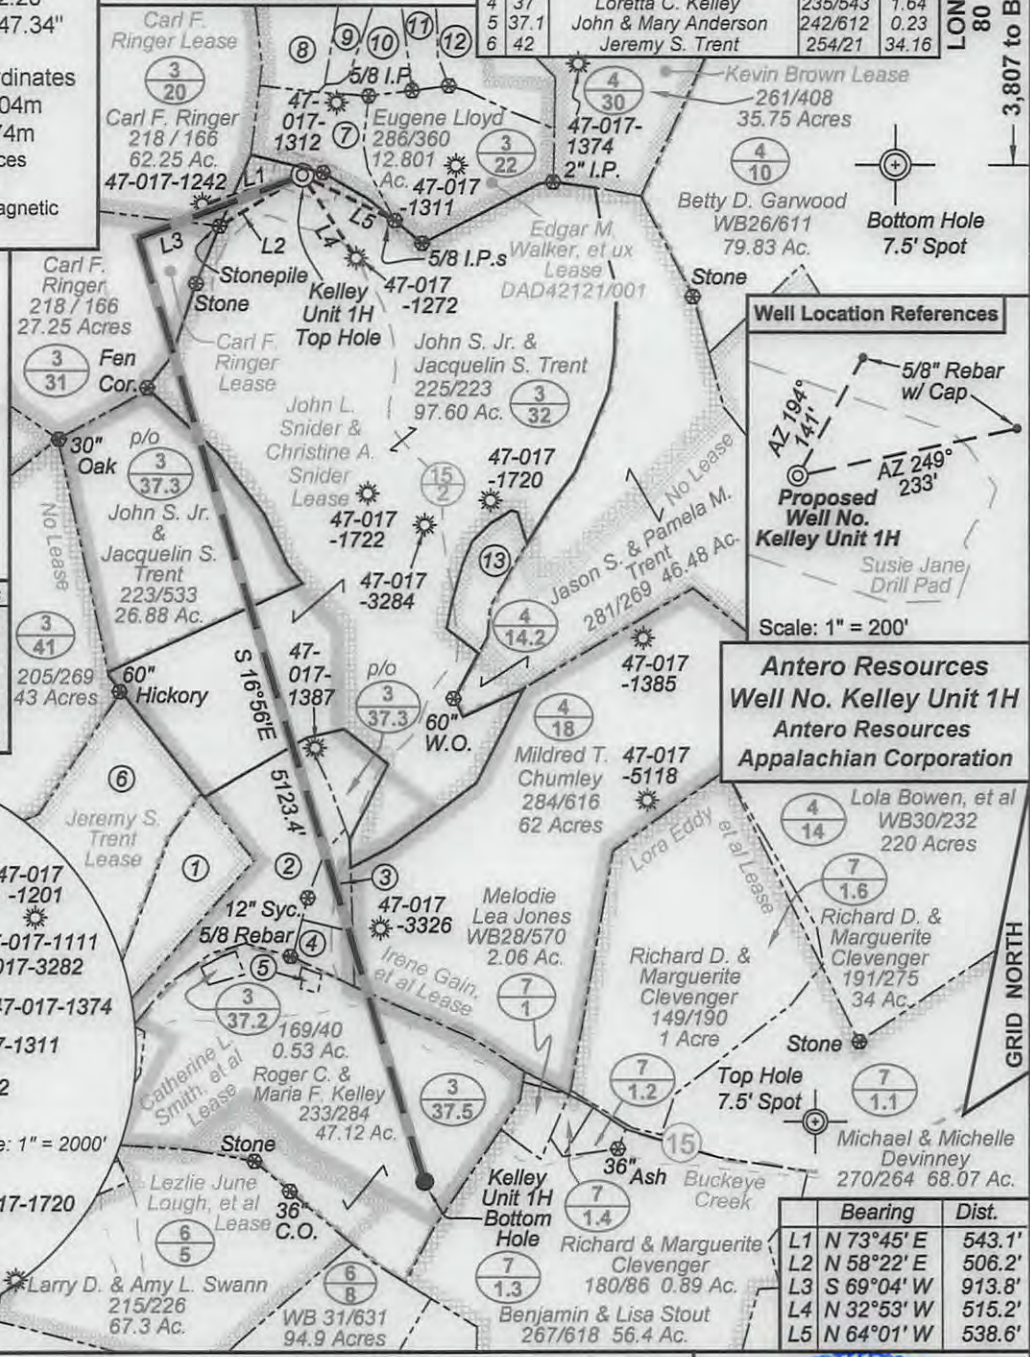 47.34"
rdinates
04m
74m
ces
agnetic
4 37 Loretta C. Kelley 235/543 1.64
5 37.1 John & Mary Anderson 242/612 0.23
6 42 Jeremy S. Trent 254/21 34.16
LON
80
3,807 to B
Carl F.
Ringer Lease
3
20
Carl F. Ringer
218 / 166
62.25 Ac.
47-017-1242
8
9
10
11
12
5/8 I.P.
47-
017-
1312
7
Eugene Lloyd
286/360
12.801
Ac.
3
22
47-017
-1311
4
30
47-017-
1374
2" I.P.
Kevin Brown Lease
261/408
35.75 Acres
4
10
Betty D. Garwood
WB26/611
79.83 Ac.
Bottom Hole
7.5' Spot
L1
L3
L2
L4
L5
Stonepile
Stone
Kelley
Unit 1H
Top Hole
47-017
-1272
5/8 I.P.s
Edgar M.
Walker, et ux
Lease
DAD42121/001
Stone
Carl F.
Ringer
218 / 166
27.25 Acres
3
31
Fen
Cor.
Carl F.
Ringer
Lease
John S. Jr. &
Jacquelin S. Trent
225/223
97.60 Ac.
3
32
John L.
Snider &
Christine A.
Snider
Lease
15
2
47-017
-1720
47-017
-1722
47-017
-3284
13
No Lease
Jason S. & Pamela M.
Trent
281/269 46.48 Ac.
4
14.2
Well Location References
5/8" Rebar
w/ Cap
AZ 194°
141'
AZ 249°
233'
Proposed
Well No.
Kelley Unit 1H
Susie Jane
Drill Pad
Scale: 1" = 200'
30"
Oak
p/o
3
37.3
John S. Jr.
&
Jacquelin S.
Trent
223/533
26.88 Ac.
No Lease
3
41
205/269
43 Acres
60"
Hickory
S 16°56'E
5123.4'
47-
017-
1387
p/o
3
37.3
60"
W.O.
47-017
-1385
4
18
Mildred T.
Chumley
284/616
62 Acres
47-017
-5118
Antero Resources
Well No. Kelley Unit 1H
Antero Resources
Appalachian Corporation
6
Jeremy S.
Trent
Lease
1
2
3
12" Syc.
5/8 Rebar
4
5
47-017
-3326
Lora Eddy
et al Lease
4
14
Lola Bowen, et al
WB30/232
220 Acres
7
1.6
Richard D. &
Marguerite
Clevenger
191/275
34 Ac.
Melodie
Lea Jones
WB28/570
2.06 Ac.
7
1
Richard D. &
Marguerite
Clevenger
149/190
1 Acre
7
1.2
Irene Gain,
et al Lease
47-017
-1201
-017-1111
017-3282
47-017-1374
7-1311
2
e: 1" = 2000'
17-1720
3
37.2
169/40
0.53 Ac.
Catherine L.
Smith, et al
Lease
Roger C. &
Maria F. Kelley
233/284
47.12 Ac.
3
37.5
Stone
GRID NORTH
Top Hole
7.5' Spot
7
1.1
Michael & Michelle
Devinney
270/264 68.07 Ac.
Stone
36"
C.O.
Lezlie June
Lough, et al
Lease
6
5
Larry D. & Amy L. Swann
215/226
67.3 Ac.
6
8
WB 31/631
94.9 Acres
Kelley
Unit 1H
Bottom
Hole
36"
Ash
15
Buckeye
Creek
7
1.4
Richard & Marguerite
Clevenger
180/86 0.89 Ac.
7
1.3
Benjamin & Lisa Stout
267/618 56.4 Ac.
Bearing Dist.
L1 N 73°45' E 543.1'
L2 N 58°22' E 506.2'
L3 S 69°04' W 913.8'
L4 N 32°53' W 515.2'
L5 N 64°01' W 538.6'